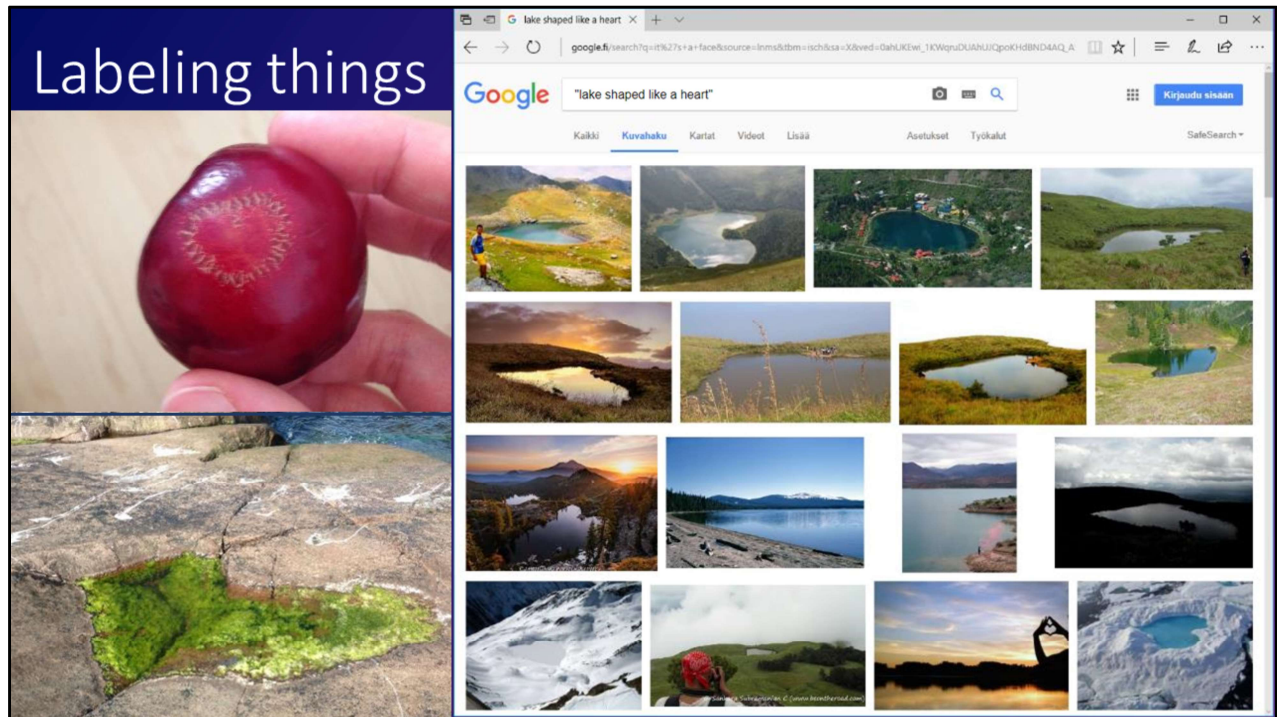 Labeling things
lake shaped like a heart
google.fi/search?q=it%27s+a+face&source=lnms&tbm=isch&sa=X&ved=
Google
"lake shaped like a heart"
Kirjaudu sisään
Kaikki Kuvahaku Kartat Videot Lisää Asetukset Työkalut
SafeSearch